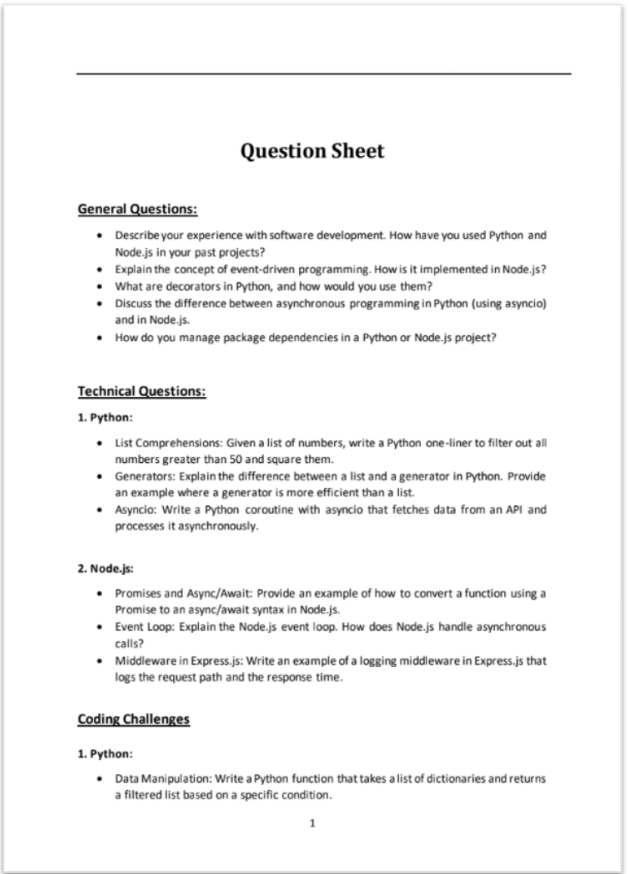 Question Sheet
General Questions:
• Describe your experience with software development. How have you used Python and
Node.js in your past projects?
• Explain the concept of event-driven programming. How is it implemented in Node.js?
• What are decorators in Python, and how would you use them?
• Discuss the difference between asynchronous programming in Python (using asyncio)
and in Node.js.
• How do you manage package dependencies in a Python or Node.js project?
Technical Questions:
1. Python:
• List Comprehensions: Given a list of numbers, write a Python one-liner to filter out all
numbers greater than 50 and square them.
• Generators: Explain the difference between a list and a generator in Python. Provide
an example where a generator is more efficient than a list.
• Asyncio: Write a Python coroutine with asyncio that fetches data from an API and
processes it asynchronously.
2. Node.js:
• Promises and Async/Await: Provide an example of how to convert a function using a
Promise to an async/await syntax in Node.js.
• Event Loop: Explain the Node.js event loop. How does Node.js handle asynchronous
calls?
• Middleware in Express.js: Write an example of a logging middleware in Express.js that
logs the request path and the response time.
Coding Challenges
1. Python:
• Data Manipulation: Write a Python function that takes a list of dictionaries and returns
a filtered list based on a specific condition.
1